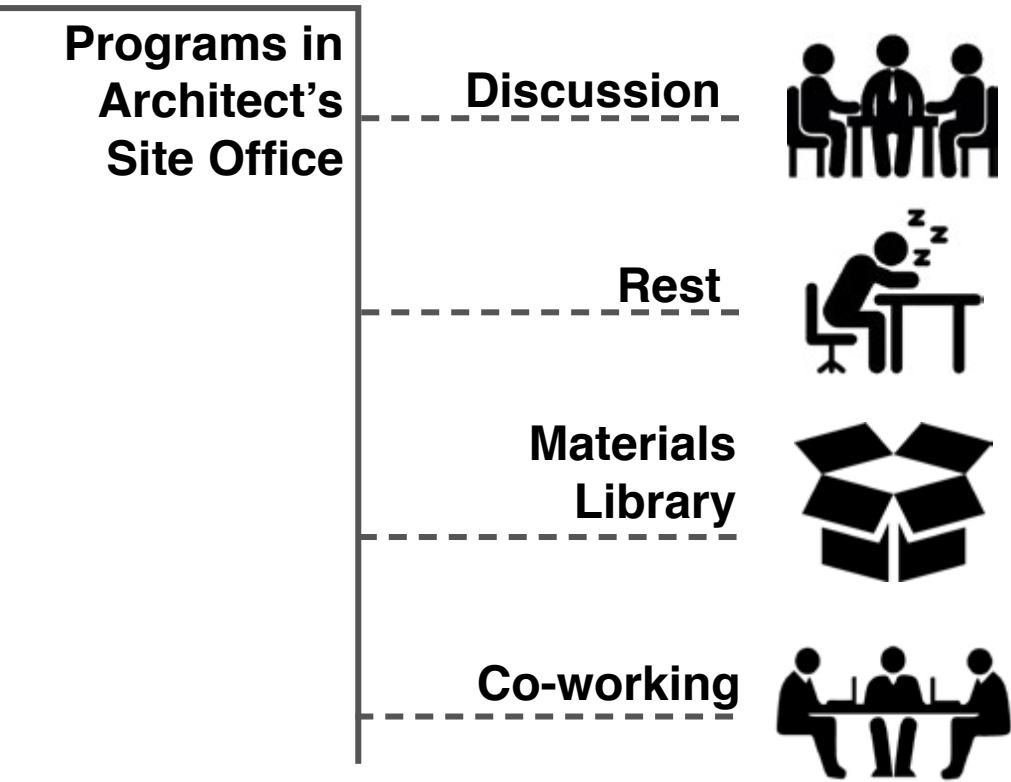 Programs in
Architect's
Site Office
Discussion
Rest
z
z
z
Materials
Library
Co-working